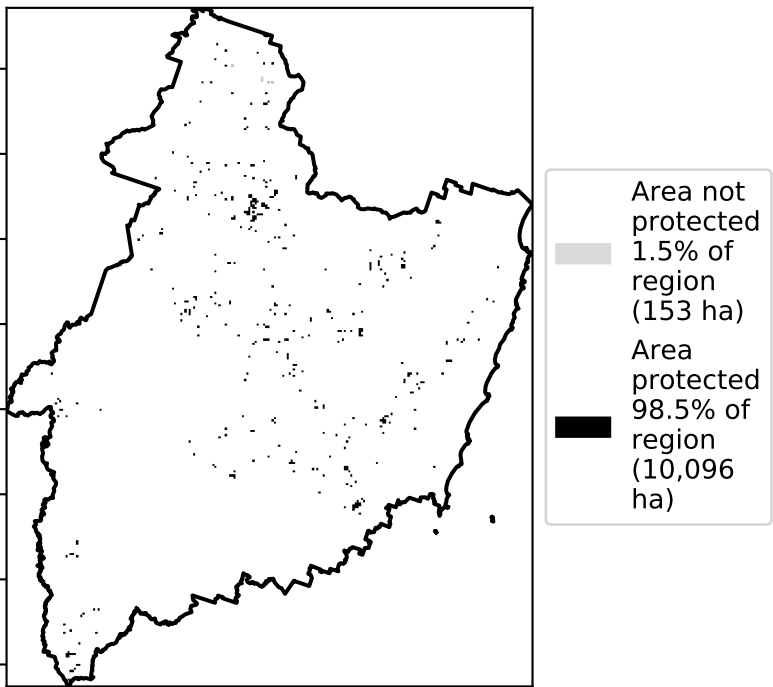 Area not
protected
1.5% of
region
(153 ha)
Area
protected
98.5% of
region
(10,096
ha)